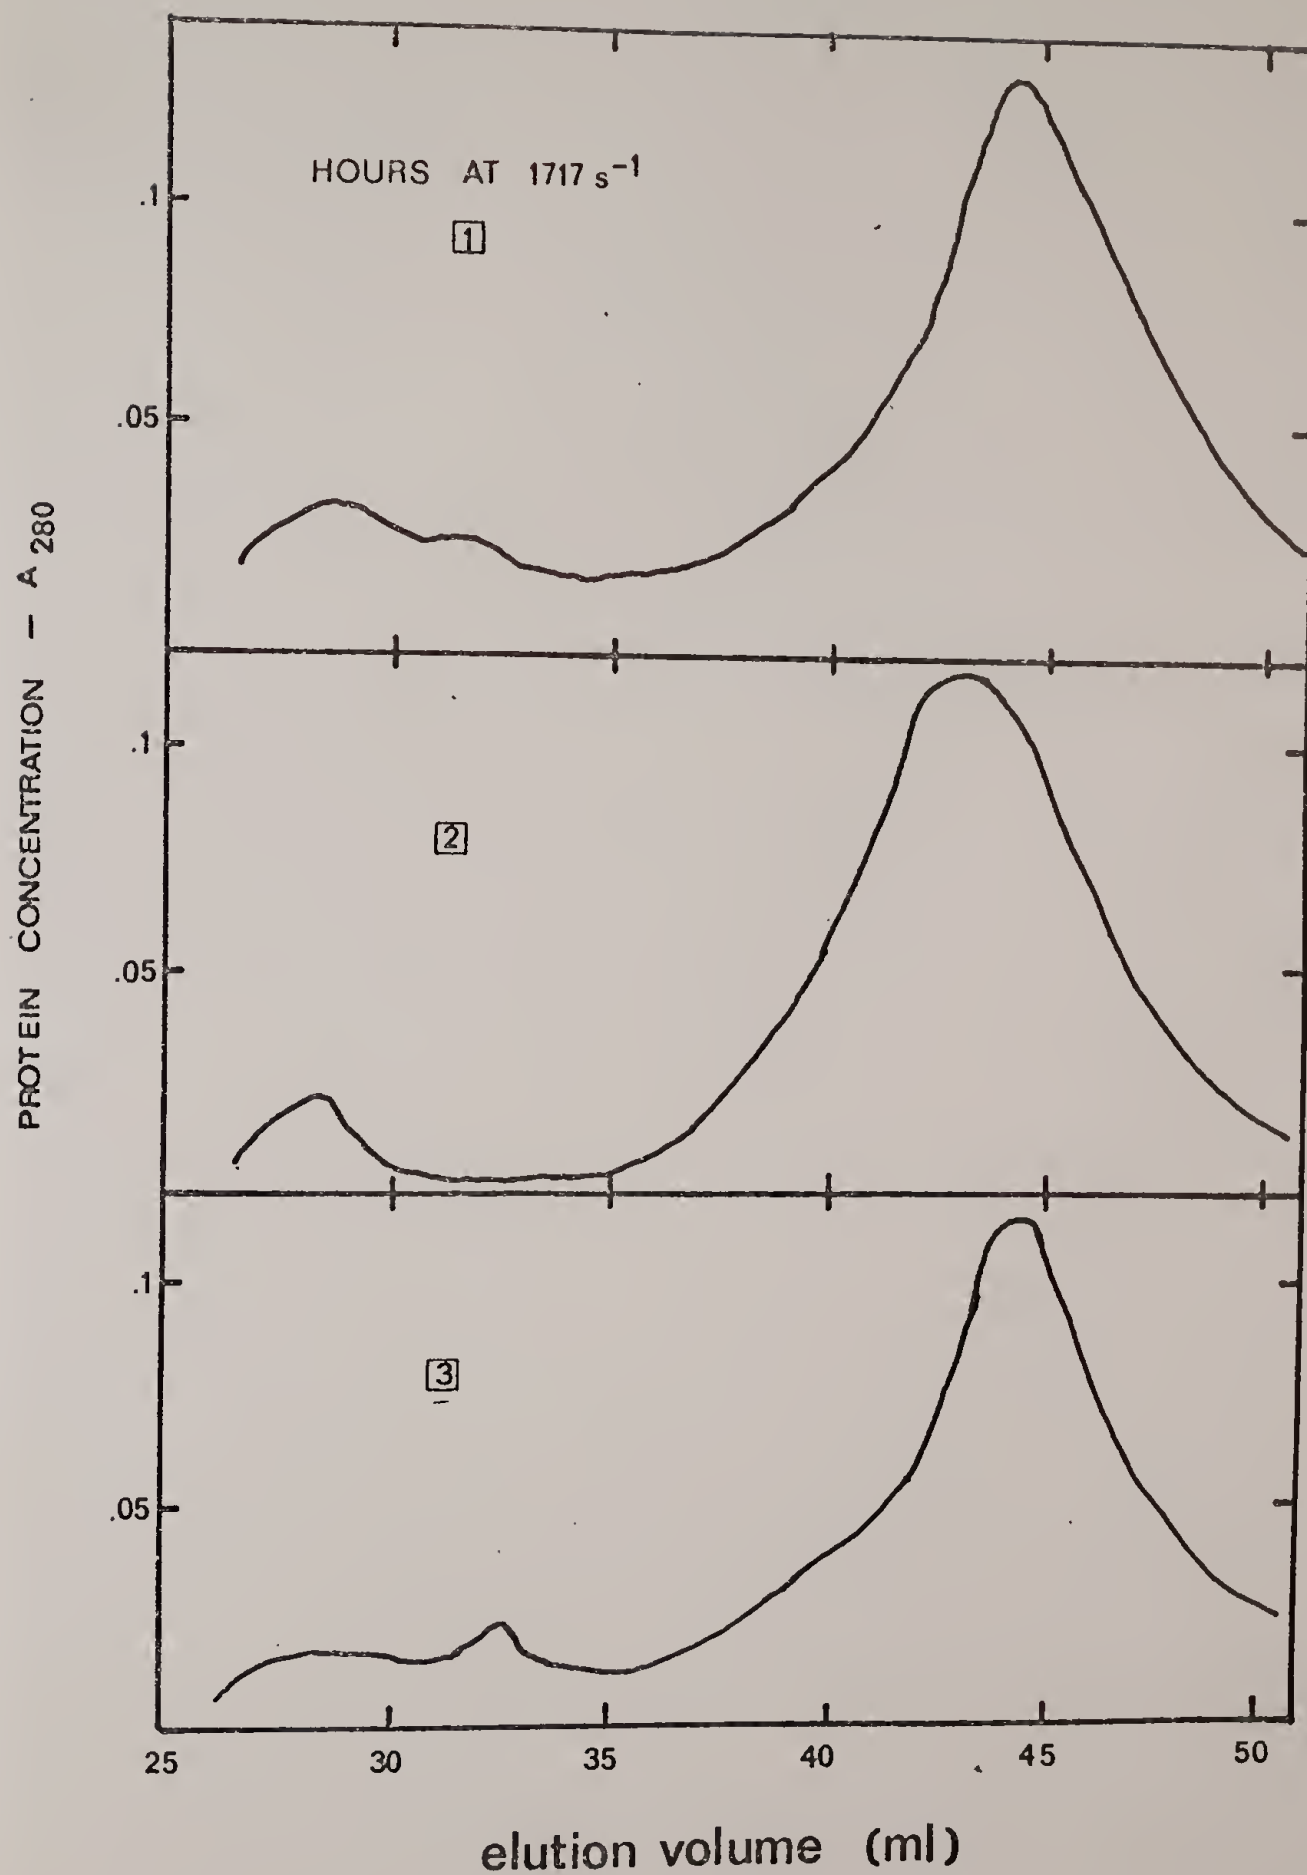 HOURS AT 1717 s⁻¹
1
.1
.05
PROTEIN CONCENTRATION — A 280
.1
2
.05
.1
3
.05
25 30 35 40 45 50
elution volume (ml)